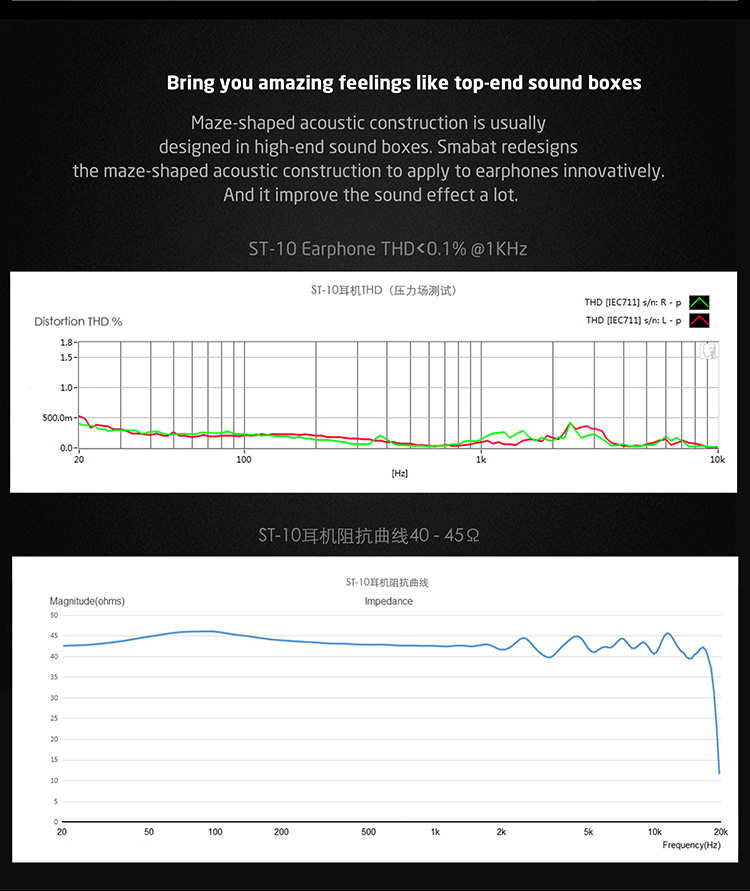 Bring you amazing feelings like top-end sound boxes
Maze-shaped acoustic construction is usually
designed in high-end sound boxes. Smabat redesigns
the maze-shaped acoustic construction to apply to earphones innovatively.
And it improve the sound effect a lot.
ST-10 Earphone THD<0.1% @1KHz
ST-10耳机THD（压力场测试）
THD [IEC711] s/n: R - p
THD [IEC711] s/n: L - p
Distortion THD %
1.8
1.5
1.0
500.0m
0.0
20 100 1k 10k
[Hz]
ST-10耳机阻抗曲线40 - 45Ω
ST-10耳机阻抗曲线
Magnitude(ohms)
Impedance
50
45
40
35
30
25
20
15
10
5
0
20 50 100 200 500 1k 2k 5k 10k 20k
Frequency(Hz)